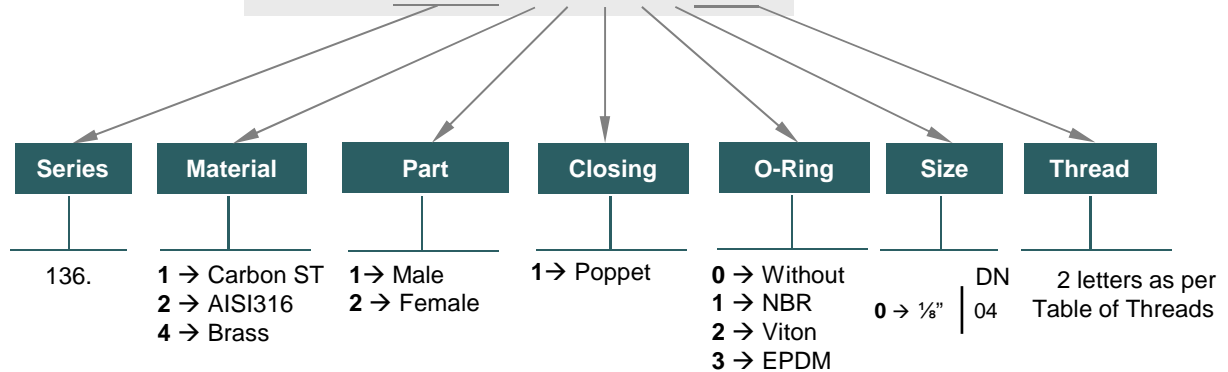 Series Material Part Closing O-Ring Size Thread
136.
1 → Carbon ST
2 → AISI316
4 → Brass
1→ Male
2 → Female
1→ Poppet
0 → Without
1 → NBR
2 → Viton
3 → EPDM
DN
0 → ⅛” 04
2 letters as per
Table of Threads